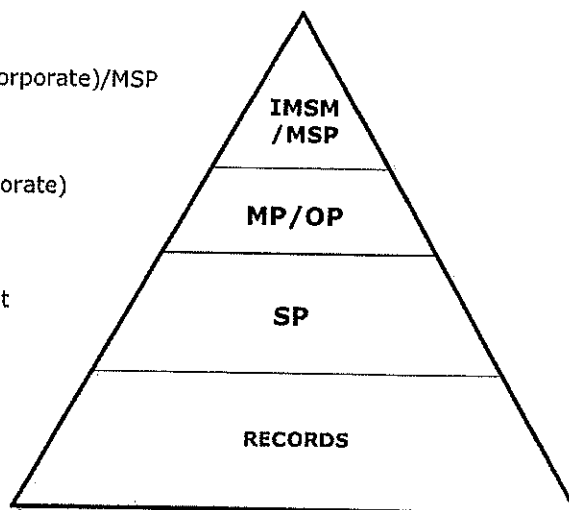 orporate)/MSP
IMSM
/MSP
orate)
MP/OP
t
SP
RECORDS